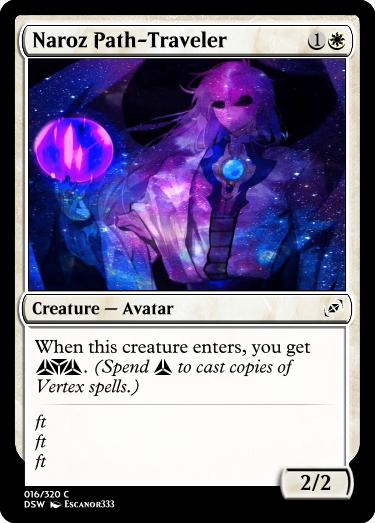 Naroz Path-Traveler 1
Creature — Avatar
When this creature enters, you get
. (Spend to cast copies of
Vertex spells.)
ft
ft
ft
2/2
016/320 C
DSW Escanor333